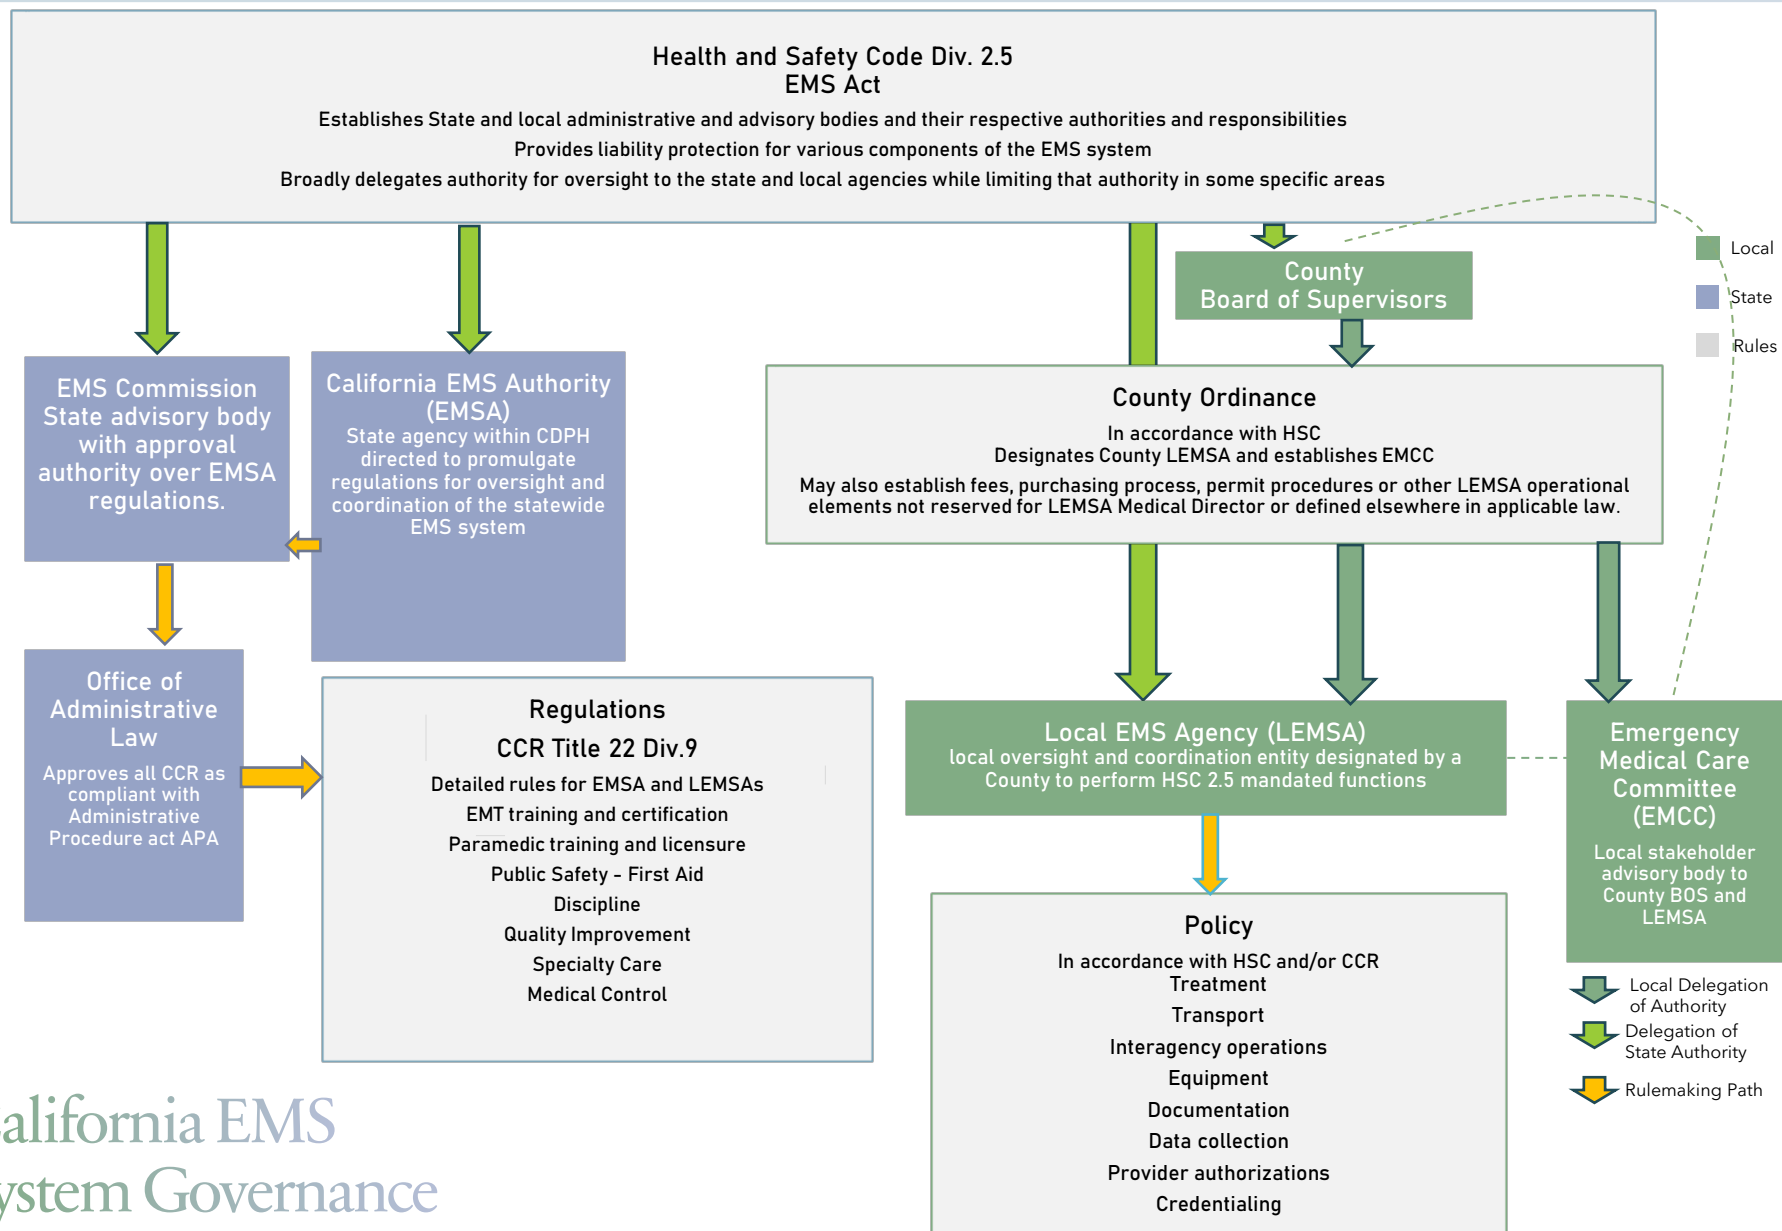 Health and Safety Code Div. 2.5
EMS Act
Establishes State and local administrative and advisory bodies and their respective authorities and responsibilities
Provides liability protection for various components of the EMS system
Broadly delegates authority for oversight to the state and local agencies while limiting that authority in some specific areas
County
Board of Supervisors
Local
State
Rules
EMS Commission
State advisory body
with approval
authority over EMSA
regulations.
California EMS Authority
(EMSA)
State agency within CDPH
directed to promulgate
regulations for oversight and
coordination of the statewide
EMS system
County Ordinance
In accordance with HSC
Designates County LEMSA and establishes EMCC
May also establish fees, purchasing process, permit procedures or other LEMSA operational
elements not reserved for LEMSA Medical Director or defined elsewhere in applicable law.
Office of
Administrative
Law
Approves all CCR as
compliant with
Administrative
Procedure act APA
Regulations
CCR Title 22 Div.9
Detailed rules for EMSA and LEMSAs
EMT training and certification
Paramedic training and licensure
Public Safety - First Aid
Discipline
Quality Improvement
Specialty Care
Medical Control
Local EMS Agency (LEMSA)
local oversight and coordination entity designated by a
County to perform HSC 2.5 mandated functions
Emergency
Medical Care
Committee
(EMCC)
Local stakeholder
advisory body to
County BOS and
LEMSA
Policy
In accordance with HSC and/or CCR
Treatment
Transport
Interagency operations
Equipment
Documentation
Data collection
Provider authorizations
Credentialing
Local Delegation
of Authority
Delegation of
State Authority
Rulemaking Path
alifornia EMS
ystem Governance